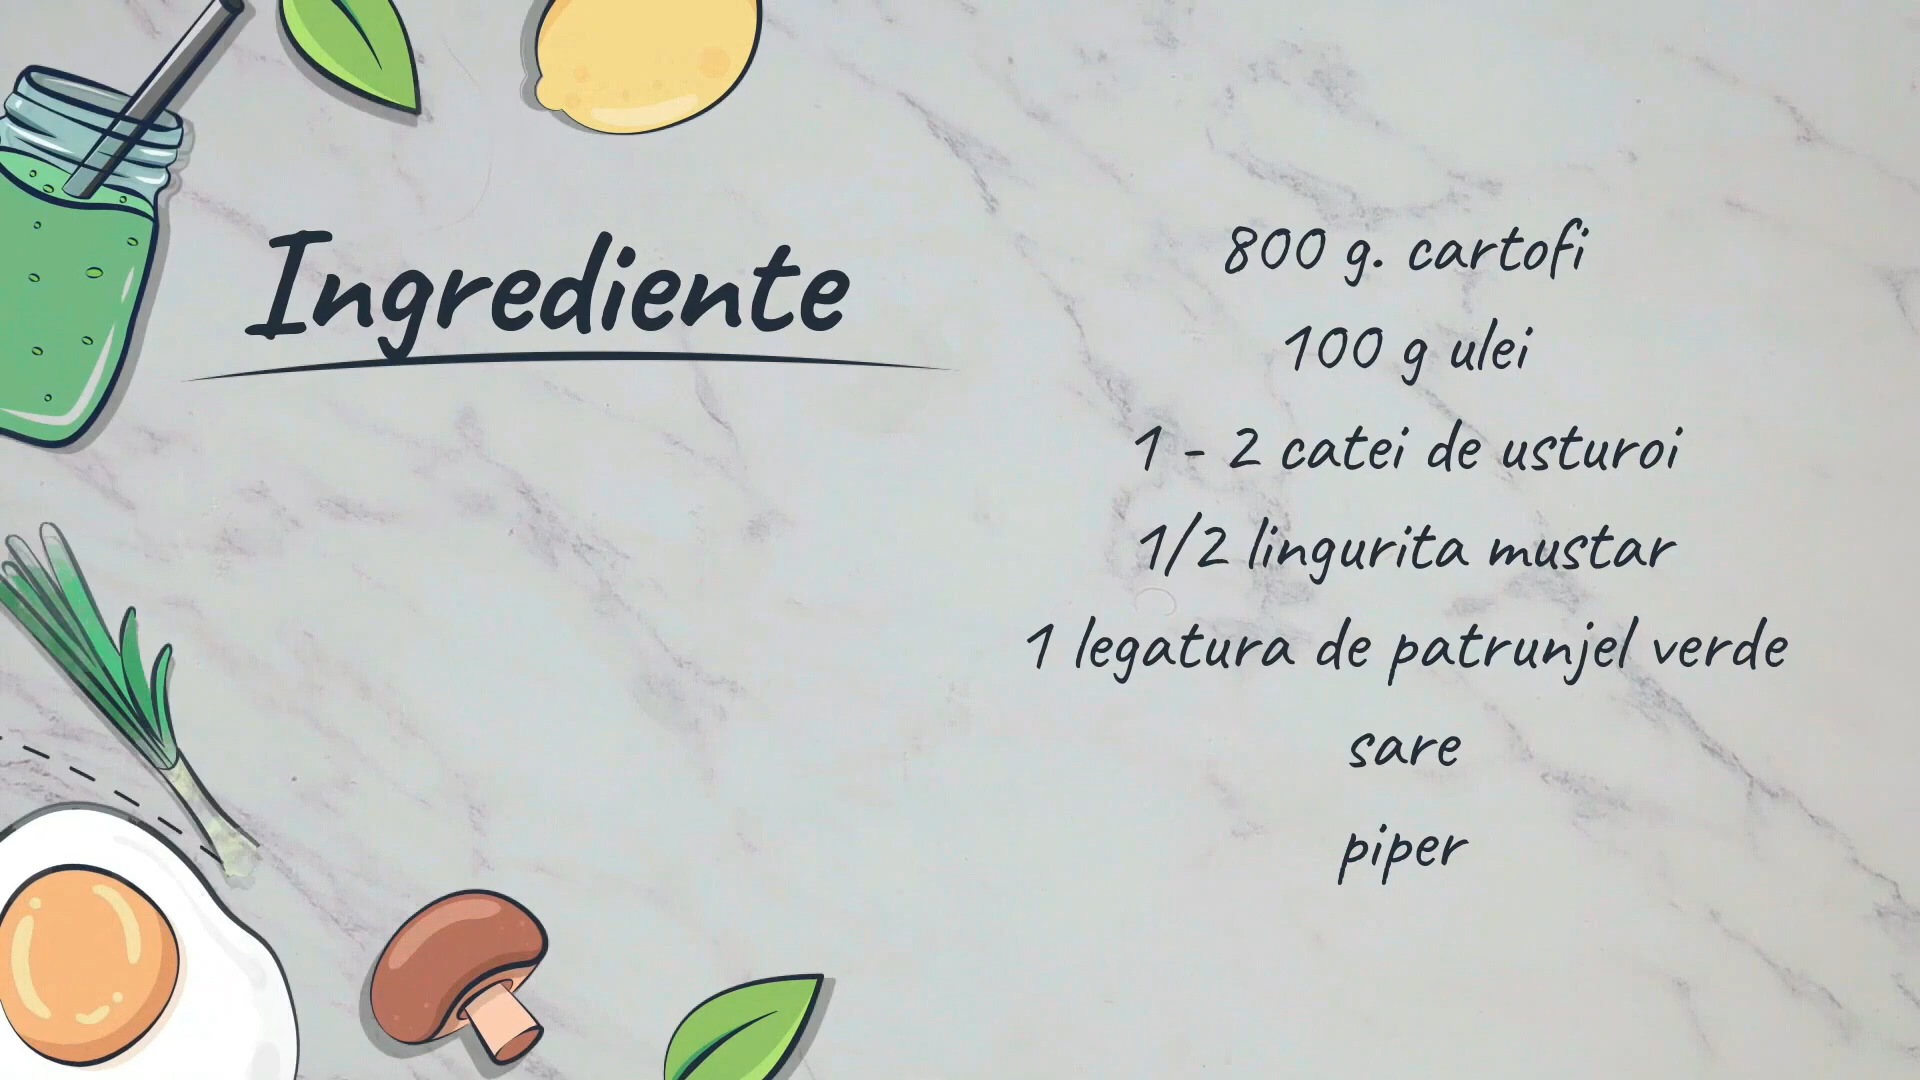 Ingrediente
800 g. cartofi
100 g ulei
1 - 2 catei de usturoi
1/2 lingurita mustar
1 legatura de patrunjel verde
sare
piper